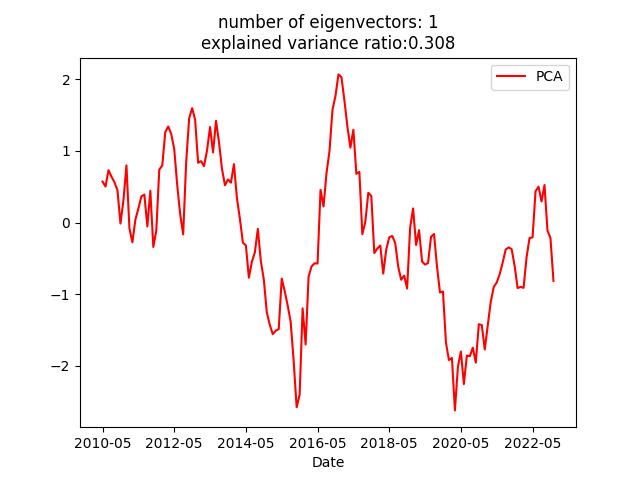 number of eigenvectors: 1
explained variance ratio:0.308
PCA
2
1
0
−1
−2
2010-05 2012-05 2014-05 2016-05 2018-05 2020-05 2022-05
Date